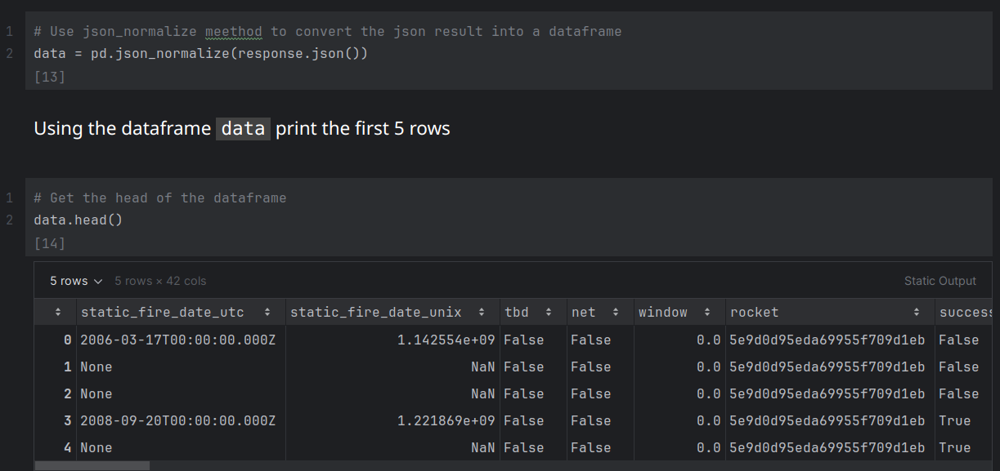 1 # Use json_normalize meethod to convert the json result into a dataframe
2 data = pd.json_normalize(response.json())
[13]
Using the dataframe data print the first 5 rows
1 # Get the head of the dataframe
2 data.head()
[14]
5 rows 5 rows × 42 cols Static Output
static_fire_date_utc static_fire_date_unix tbd net window rocket success
0 2006-03-17T00:00:00.000Z 1.142554e+09 False False 0.0 5e9d0d95eda69955f709d1eb False
1 None NaN False False 0.0 5e9d0d95eda69955f709d1eb False
2 None NaN False False 0.0 5e9d0d95eda69955f709d1eb False
3 2008-09-20T00:00:00.000Z 1.221869e+09 False False 0.0 5e9d0d95eda69955f709d1eb True
4 None NaN False False 0.0 5e9d0d95eda69955f709d1eb True